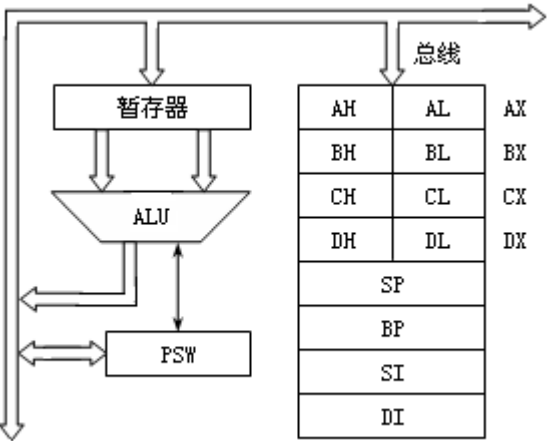 总线
暂存器
AH AL AX
BH BL BX
ALU
CH CL CX
DH DL DX
SP
BP
PSW
SI
DI